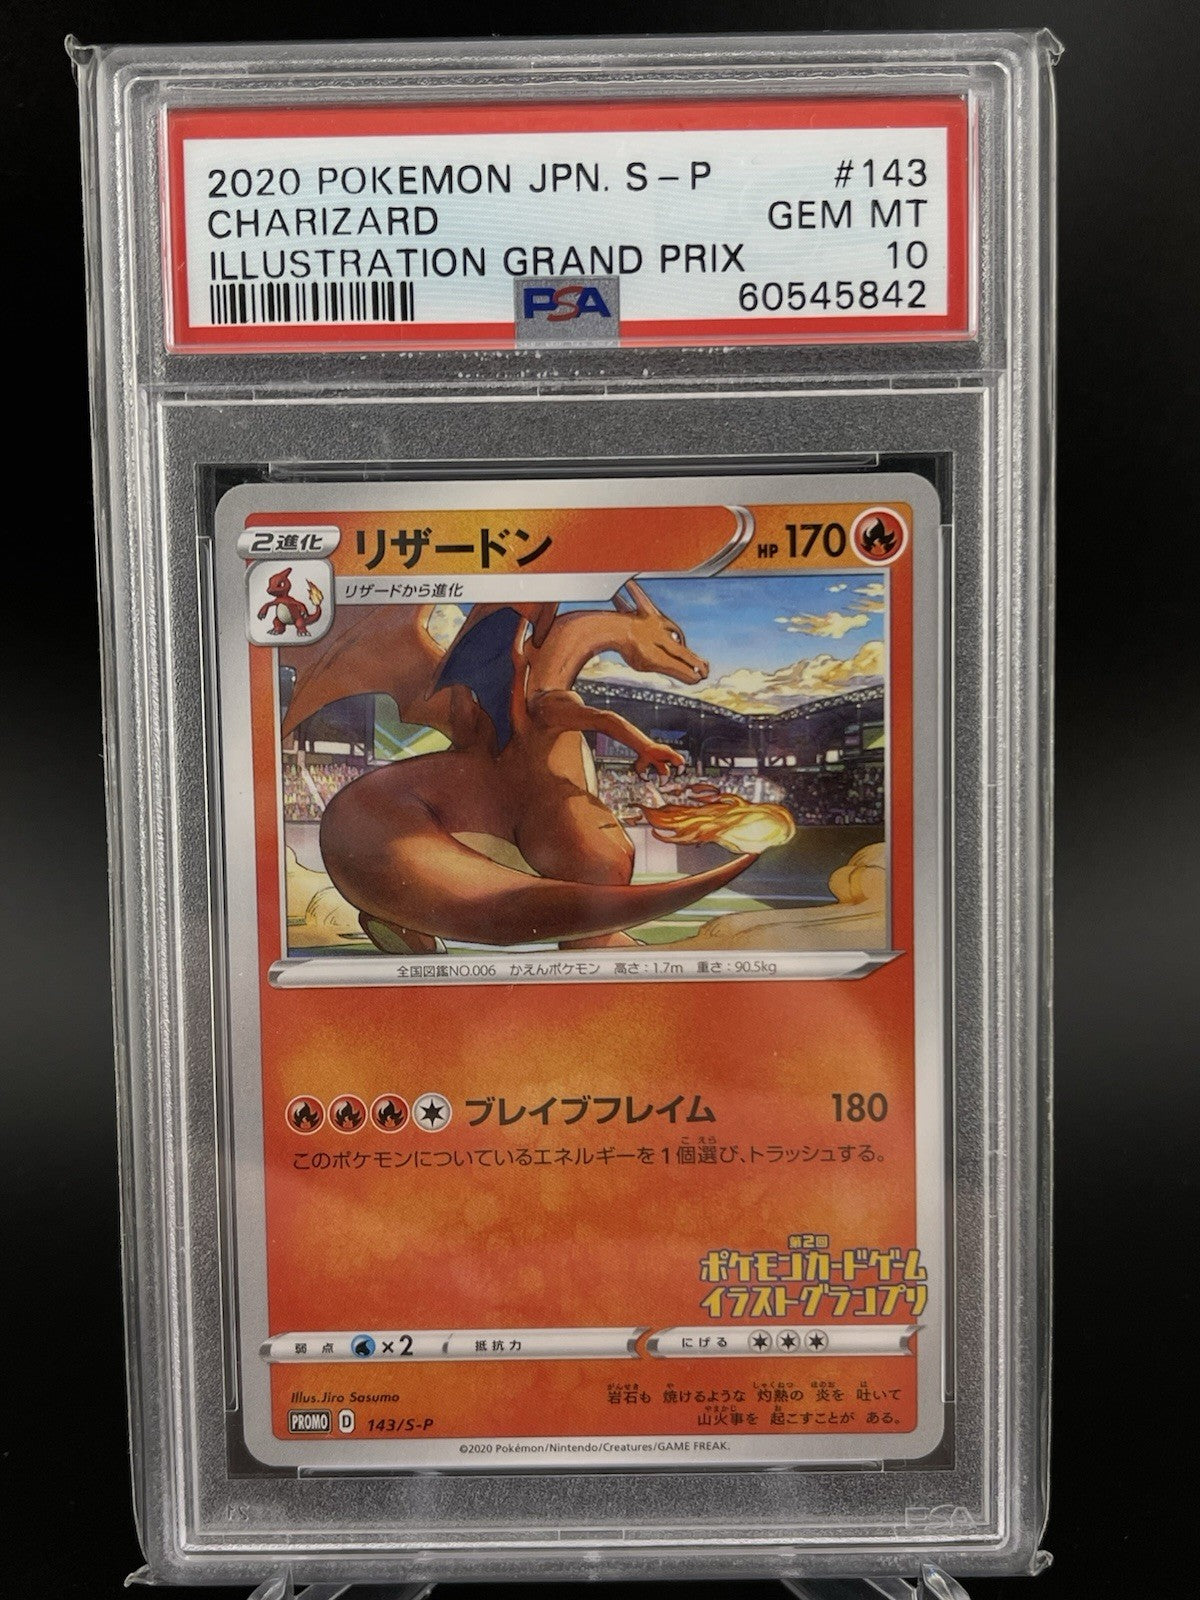 2020 POKEMON JPN. S-P #143
CHARIZARD GEM MT
ILLUSTRATION GRAND PRIX 10
PSA 60545842
2進化 リザードン HP 170
リザードから進化
全国図鑑NO.006 かえんポケモン 高さ:1.7m 重さ:90.5kg
ブレイブフレイム 180
このポケモンについているエネルギーを1個選び、トラッシュする。
第2回
ポケモンカードゲーム
イラストグランプリ
弱点 ×2 抵抗力 にげる
Illus.Jiro Sasumo
岩石も 焼けるような 灼熱の 炎を 吐いて
山火事を 起こすことが ある。
PROMO D 143/S-P
©2020 Pokémon/Nintendo/Creatures/GAME FREAK.
PSA